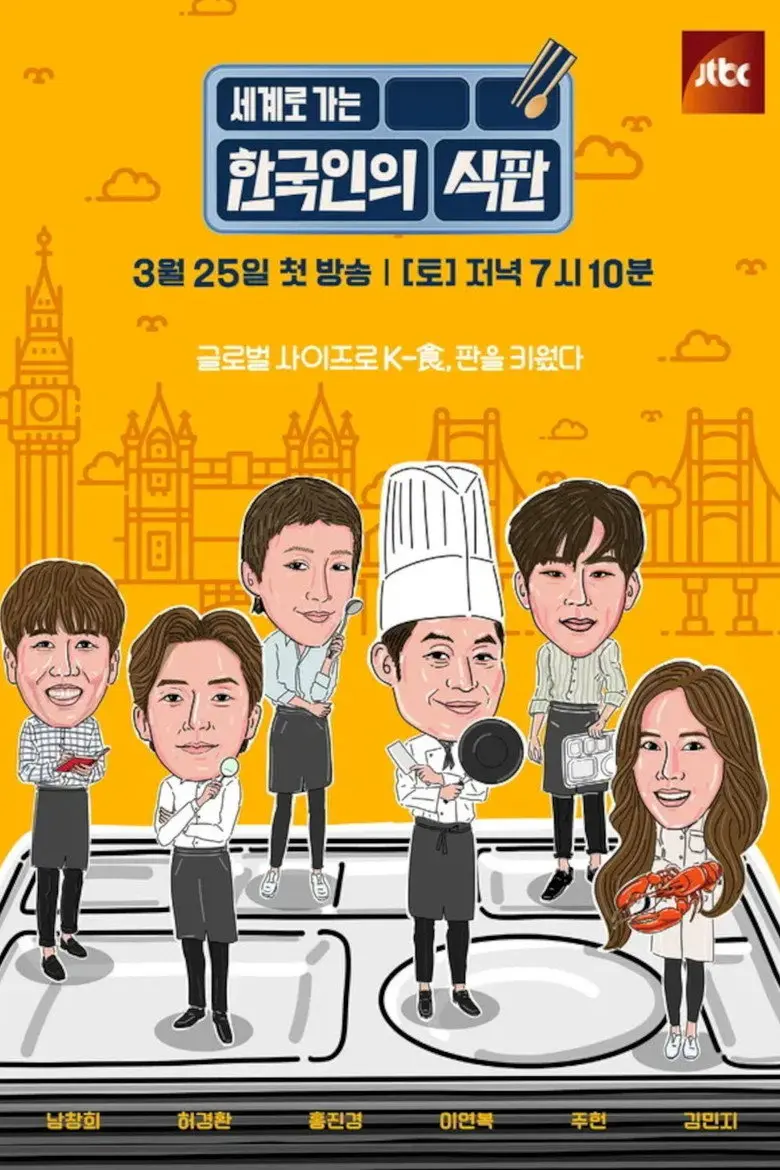 jtbc
세계로 가는
한국인의 식판
3월 25일 첫 방송 | [토] 저녁 7시 10분
글로벌 사이즈로 K-食, 판을 키웠다
남창희 허경환 홍진경 이연복 주헌 김민지